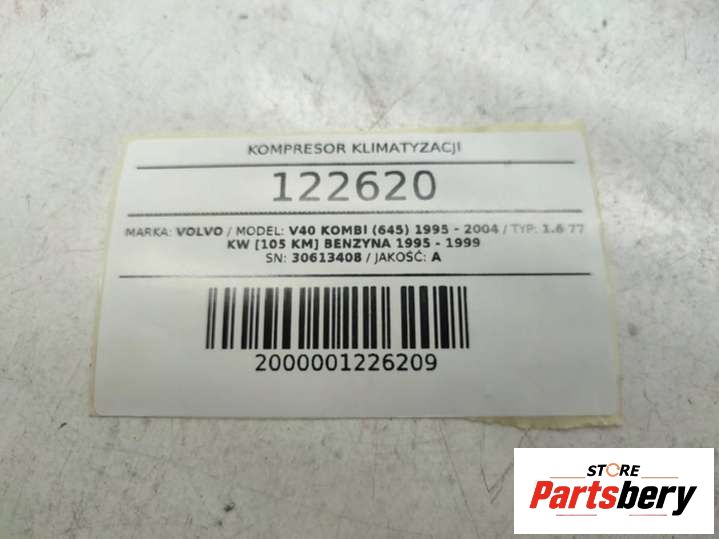 KOMPRESOR KLIMATYZACJI
122620
MARKA: VOLVO / MODEL: V40 KOMBI (645) 1995 - 2004 / TYP: 1.6 77
KW [105 KM] BENZYNA 1995 - 1999
SN: 30613408 / JAKOŚĆ: A
2000001226209
STORE
Partsbery